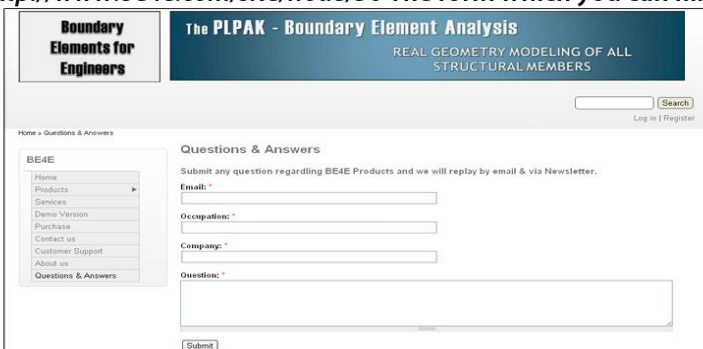 Boundary
Elements for
Engineers
The PLPAK - Boundary Element Analysis
REAL GEOMETRY MODELING OF ALL
STRUCTURAL MEMBERS
Search
Log in | Register
Home » Questions & Answers
BE4E
Home
Products
Services
Demo Version
Purchase
Contact us
Customer Support
About us
Questions & Answers
Questions & Answers
Submit any question regardling BE4E Products and we will replay by email & via Newsletter.
Email: *
Occupation: *
Company: *
Question: *
Submit